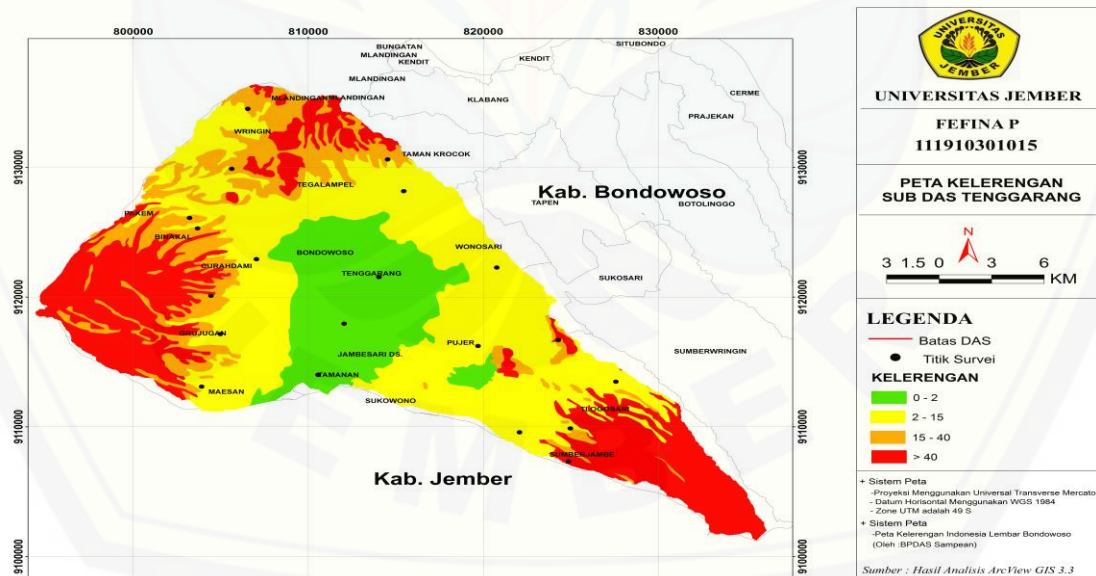 800000 810000 820000 830000
9130000
9120000
9110000
9100000
9130000
9120000
9110000
9100000
BUNGATAN
MLANDINGAN
KENDIT
SITUBONDO
KENDIT
MLANDINGAN
KLABANG
CERME
MLANDINGAN MLANDINGAN
PRAJEKAN
WRINGIN
TAMAN KROCOK
TEGALAMPEL
Kab. Bondowoso
TAPEN
BOTOLINGGO
PAKEM
BINAKAL
WONOSARI
BONDOWOSO
CURAHDAMI
TENGGARANG
SUKOSARI
GRUJUGAN
PUJER
JAMBESARI DS.
SUMBERWRINGIN
TAMANAN
MAESAN
SUKOWONO
TLOGOSARI
SUMBERJAMBE
Kab. Jember
UNIVERSITAS
JEMBER
UNIVERSITAS JEMBER
FEFINA P
111910301015
PETA KELERENGAN
SUB DAS TENGGARANG
N
3 1.5 0 3 6
KM
LEGENDA
Batas DAS
Titik Survei
KELERENGAN
0 - 2
2 - 15
15 - 40
> 40
+ Sistem Peta
-Proyeksi Menggunakan Universal Transverse Mercato
- Datum Horisontal Menggunakan WGS 1984
- Zone UTM adalah 49 S
+ Sistem Peta
-Peta Kelerengan Indonesia Lembar Bondowoso
(Oleh :BPDAS Sampean)
Sumber : Hasil Analisis ArcView GIS 3.3